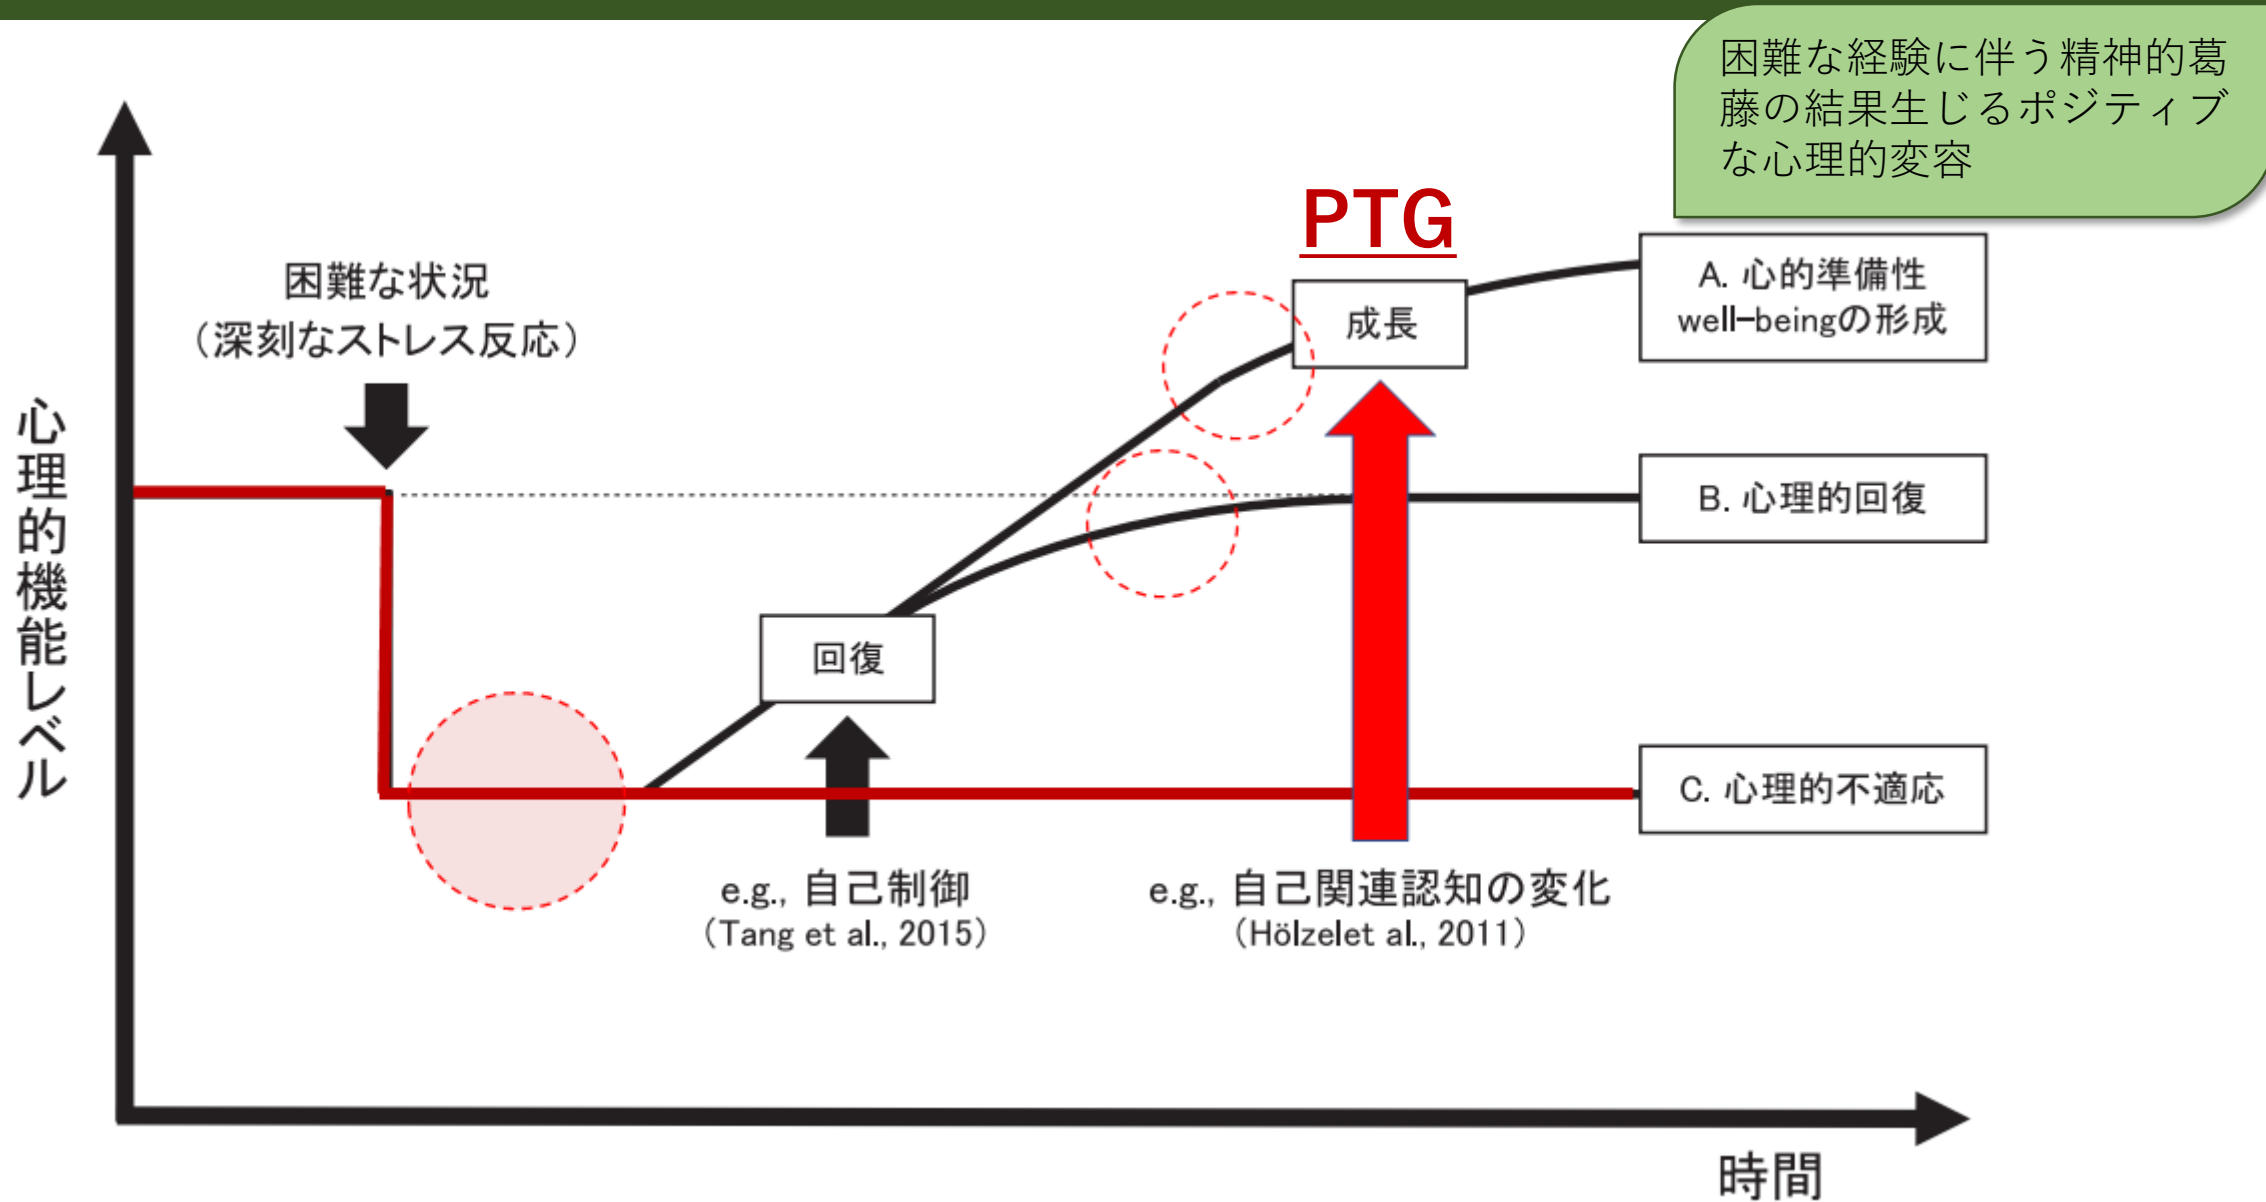 困難な経験に伴う精神的葛
藤の結果生じるポジティブ
な心理的変容
PTG
困難な状況
（深刻なストレス反応）
成長
A. 心的準備性
well-beingの形成
心理的機能レベル
B. 心理的回復
回復
C. 心理的不適応
e.g., 自己制御
（Tang et al., 2015）
e.g., 自己関連認知の変化
（Hölzelet al., 2011）
時間